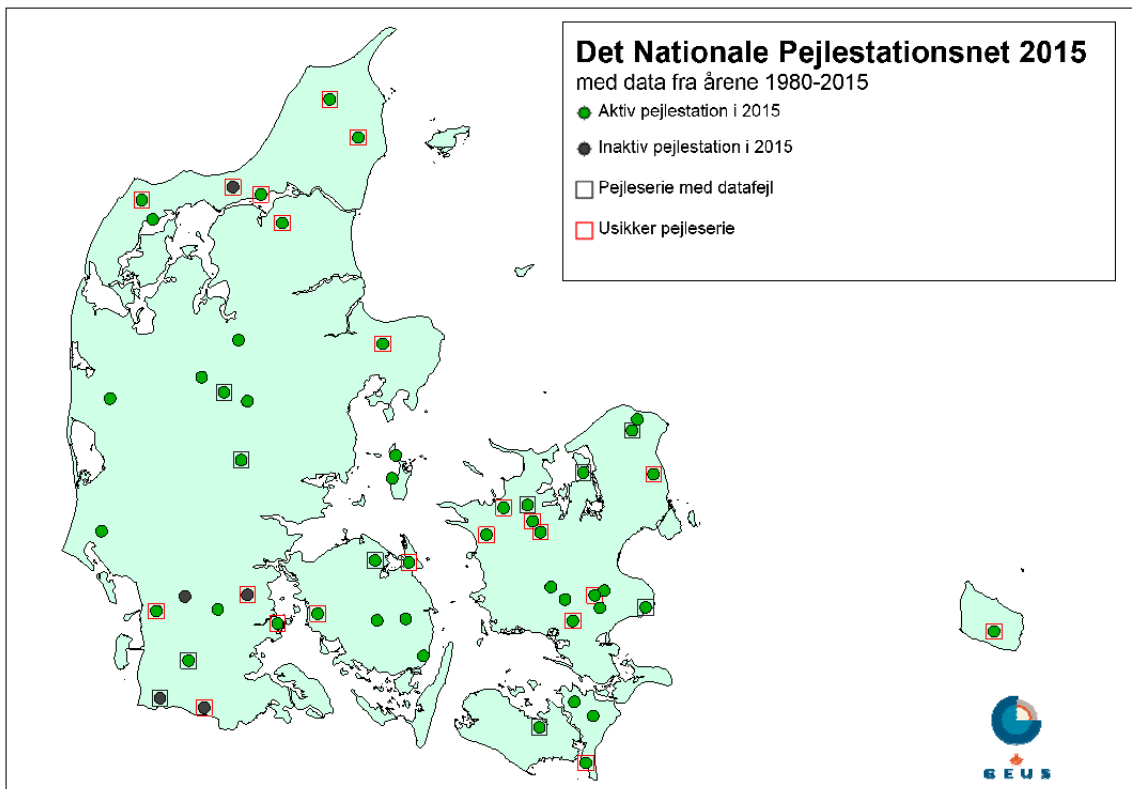 Det Nationale Pejlestationsnet 2015
med data fra årene 1980-2015
Aktiv pejlestation i 2015
Inaktiv pejlestation i 2015
Pejleserie med datafejl
Usikker pejleserie
GEUS